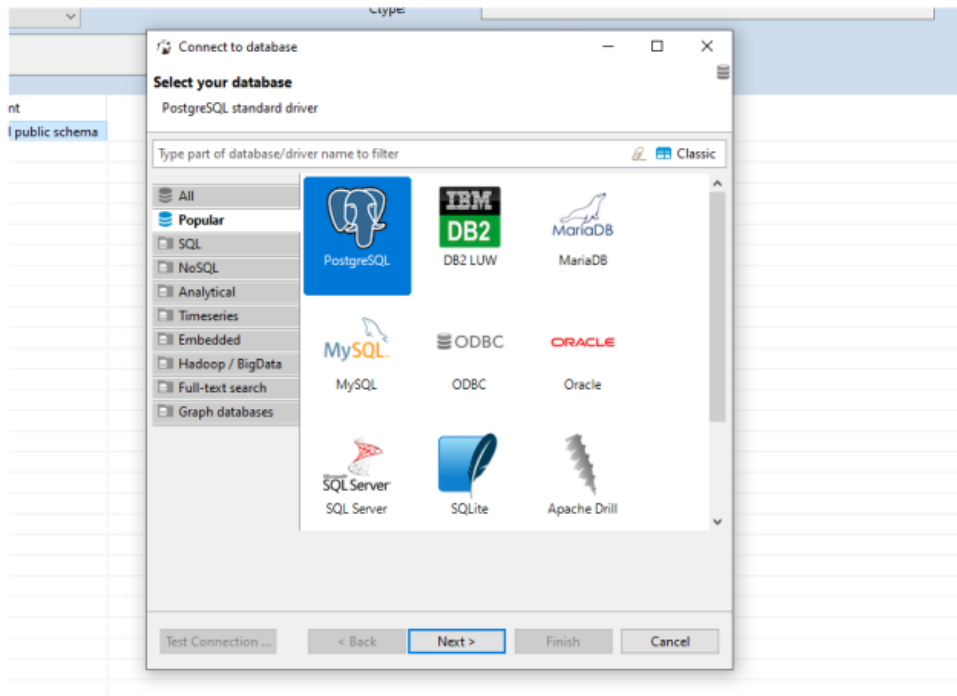 Ctype:
Connect to database
Select your database
PostgreSQL standard driver
nt
l public schema
Type part of database/driver name to filter
Classic
All
Popular
SQL
NoSQL
Analytical
Timeseries
Embedded
Hadoop / BigData
Full-text search
Graph databases
PostgreSQL
IBM
DB2
DB2 LUW
MariaDB
MariaDB
MySQL
MySQL
ODBC
ODBC
ORACLE
Oracle
Microsoft
SQL Server
SQL Server
SQLite
Apache Drill
Test Connection ...
< Back
Next >
Finish
Cancel